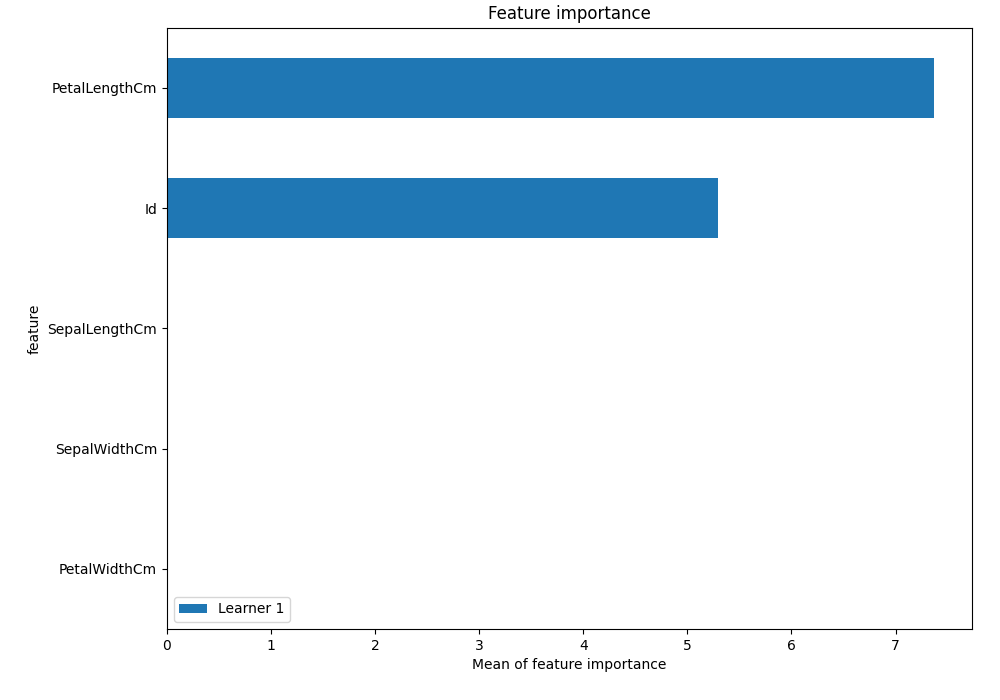 Feature importance
PetalLengthCm
Id
SepalLengthCm
SepalWidthCm
PetalWidthCm
feature
Learner 1
0 1 2 3 4 5 6 7
Mean of feature importance